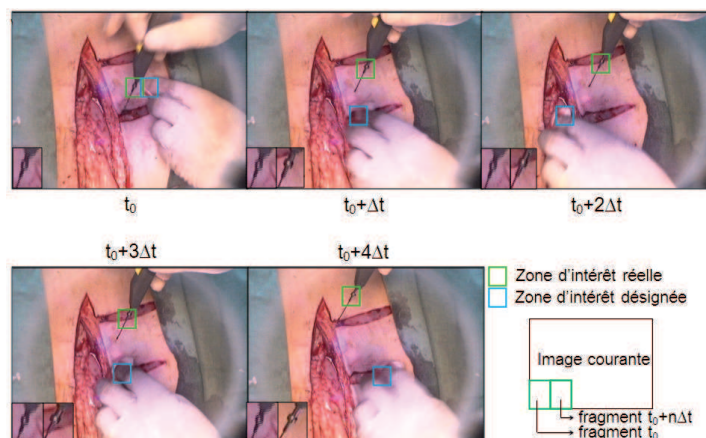 t₀
t₀+Δt
t₀+2Δt
t₀+3Δt
t₀+4Δt
Zone d'intérêt réelle
Zone d'intérêt désignée
Image courante
fragment t₀+nΔt
fragment t₀